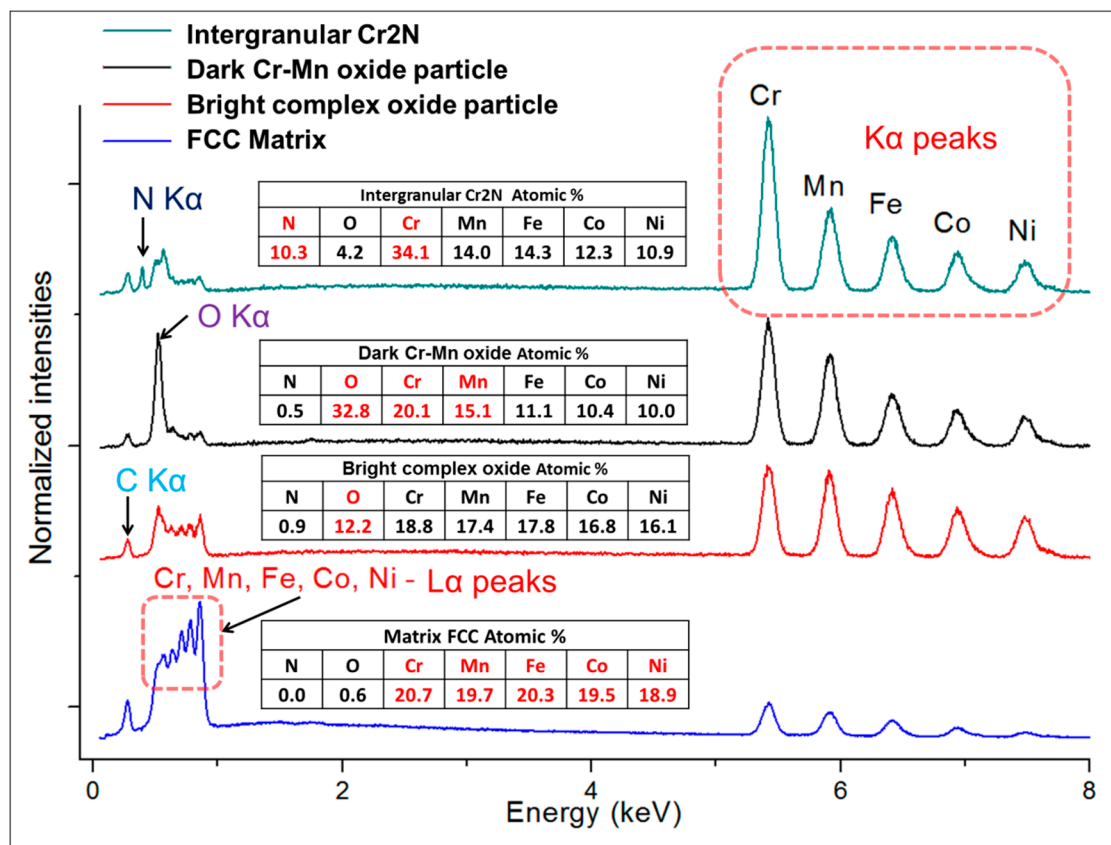 Intergranular Cr2N
Dark Cr-Mn oxide particle
Bright complex oxide particle
FCC Matrix
Cr
Kα peaks
Mn
Fe
Co
Ni
N Kα
Intergranular Cr2N Atomic %
N O Cr Mn Fe Co Ni
10.3 4.2 34.1 14.0 14.3 12.3 10.9
O Kα
Dark Cr-Mn oxide Atomic %
N O Cr Mn Fe Co Ni
0.5 32.8 20.1 15.1 11.1 10.4 10.0
C Kα
Bright complex oxide Atomic %
N O Cr Mn Fe Co Ni
0.9 12.2 18.8 17.4 17.8 16.8 16.1
Cr, Mn, Fe, Co, Ni - Lα peaks
Matrix FCC Atomic %
N O Cr Mn Fe Co Ni
0.0 0.6 20.7 19.7 20.3 19.5 18.9
Normalized intensities
0 2 4 6 8
Energy (keV)